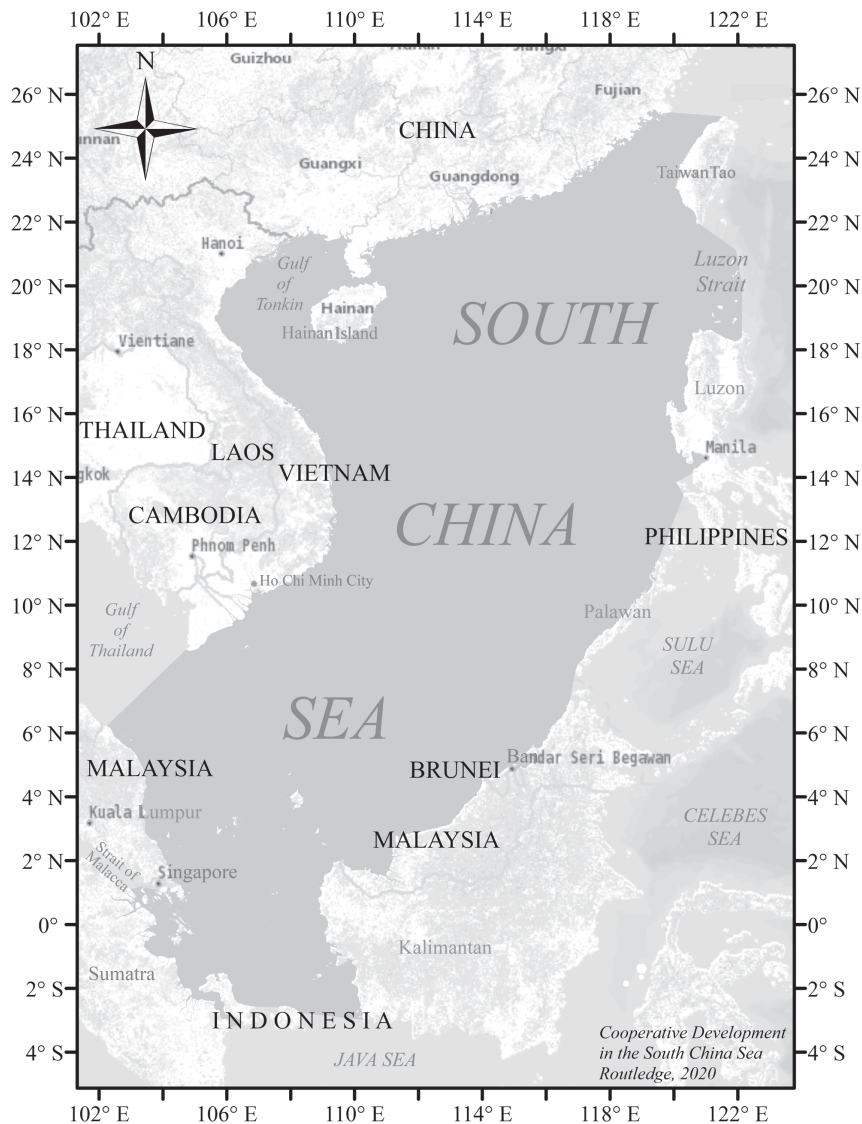 102° E 106° E 110° E 114° E 118° E 122° E
N
Guizhou
26° N
Fujian
26° N
CHINA
24° N
Guangxi
Guangdong
TaiwanTao
24° N
22° N
22° N
Hanoi
Gulf
of
Tonkin
Luzon
Strait
20° N
20° N
Hainan
Hainan Island
SOUTH
Vientiane
18° N
18° N
Luzon
16° N
16° N
THAILAND
LAOS
VIETNAM
Manila
14° N
gkok
14° N
CAMBODIA
CHINA
PHILIPPINES
12° N
12° N
Phnom Penh
Ho Chi Minh City
10° N
10° N
Gulf
of
Thailand
Palawan
SULU
SEA
8° N
8° N
SEA
6° N
6° N
MALAYSIA
BRUNEI
Bandar Seri Begawan
4° N
4° N
Kuala Lumpur
CELEBES
SEA
MALAYSIA
2° N
2° N
Strait of
Malacca
Singapore
0°
0°
Kalimantan
Sumatra
2° S
2° S
INDONESIA
4° S
4° S
JAVA SEA
Cooperative Development
in the South China Sea
Routledge, 2020
102° E 106° E 110° E 114° E 118° E 122° E